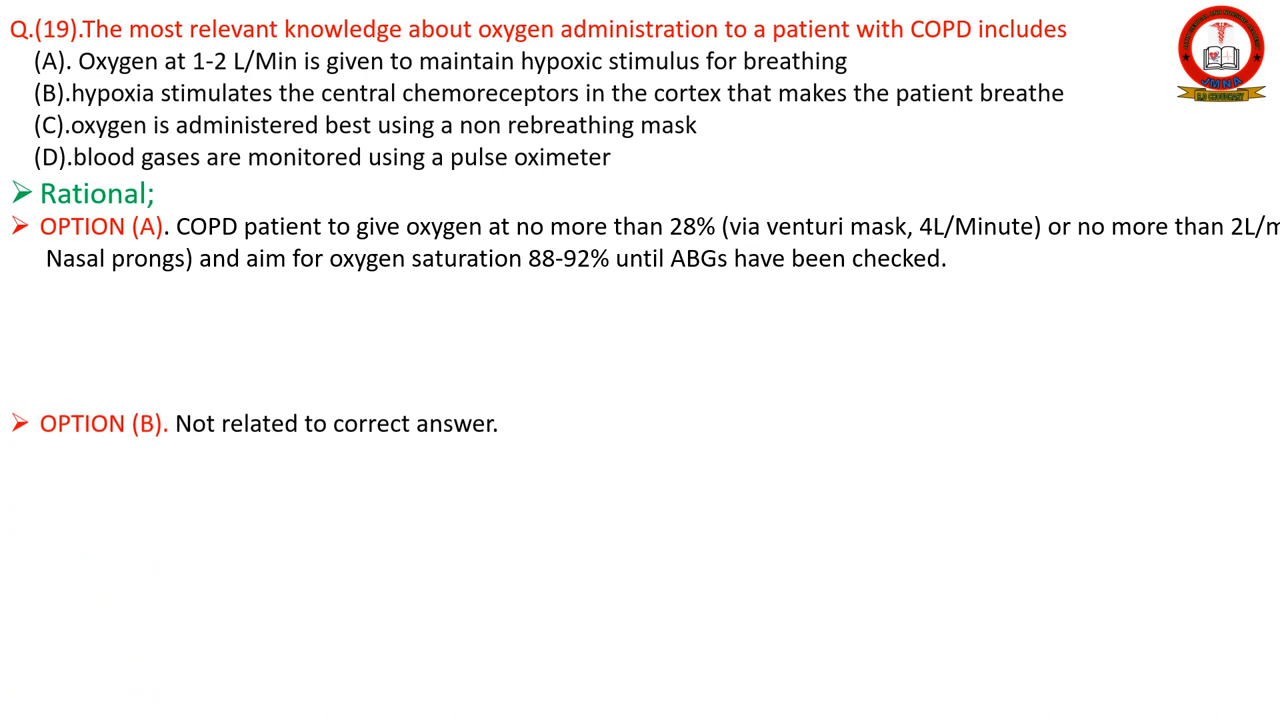 Q.(19).The most relevant knowledge about oxygen administration to a patient with COPD includes
(A). Oxygen at 1-2 L/Min is given to maintain hypoxic stimulus for breathing
(B).hypoxia stimulates the central chemoreceptors in the cortex that makes the patient breathe
(C).oxygen is administered best using a non rebreathing mask
(D).blood gases are monitored using a pulse oximeter
➢ Rational;
➢ OPTION (A). COPD patient to give oxygen at no more than 28% (via venturi mask, 4L/Minute) or no more than 2L/m
Nasal prongs) and aim for oxygen saturation 88-92% until ABGs have been checked.
➢ OPTION (B). Not related to correct answer.
JMNA